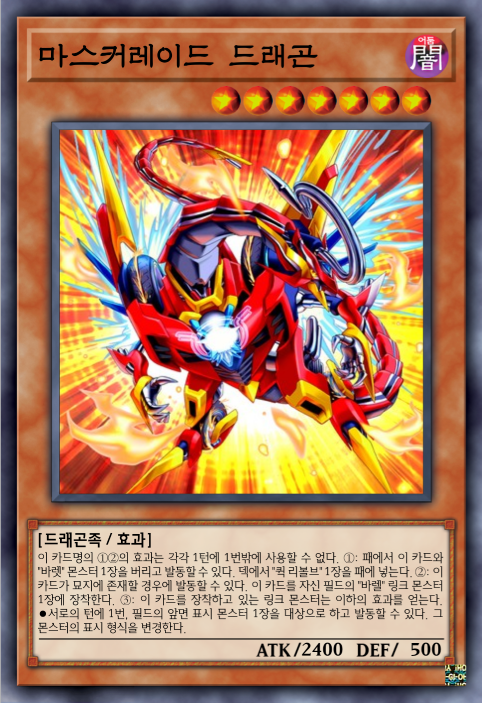 마스커레이드 드래곤
어둠
闇
[드래곤족 / 효과]
이 카드명의 ①②의 효과는 각각 1턴에 1번밖에 사용할 수 없다. ①: 패에서 이 카드와
"바렛" 몬스터 1장을 버리고 발동할 수 있다. 덱에서 "퀵 리볼브" 1장을 패에 넣는다. ②: 이
카드가 묘지에 존재할 경우에 발동할 수 있다. 이 카드를 자신 필드의 "바렐" 링크 몬스터
1장에 장착한다. ③: 이 카드를 장착하고 있는 링크 몬스터는 이하의 효과를 얻는다.
●서로의 턴에 1번, 필드의 앞면 표시 몬스터 1장을 대상으로 하고 발동할 수 있다. 그
몬스터의 표시 형식을 변경한다.
ATK/2400 DEF/ 500